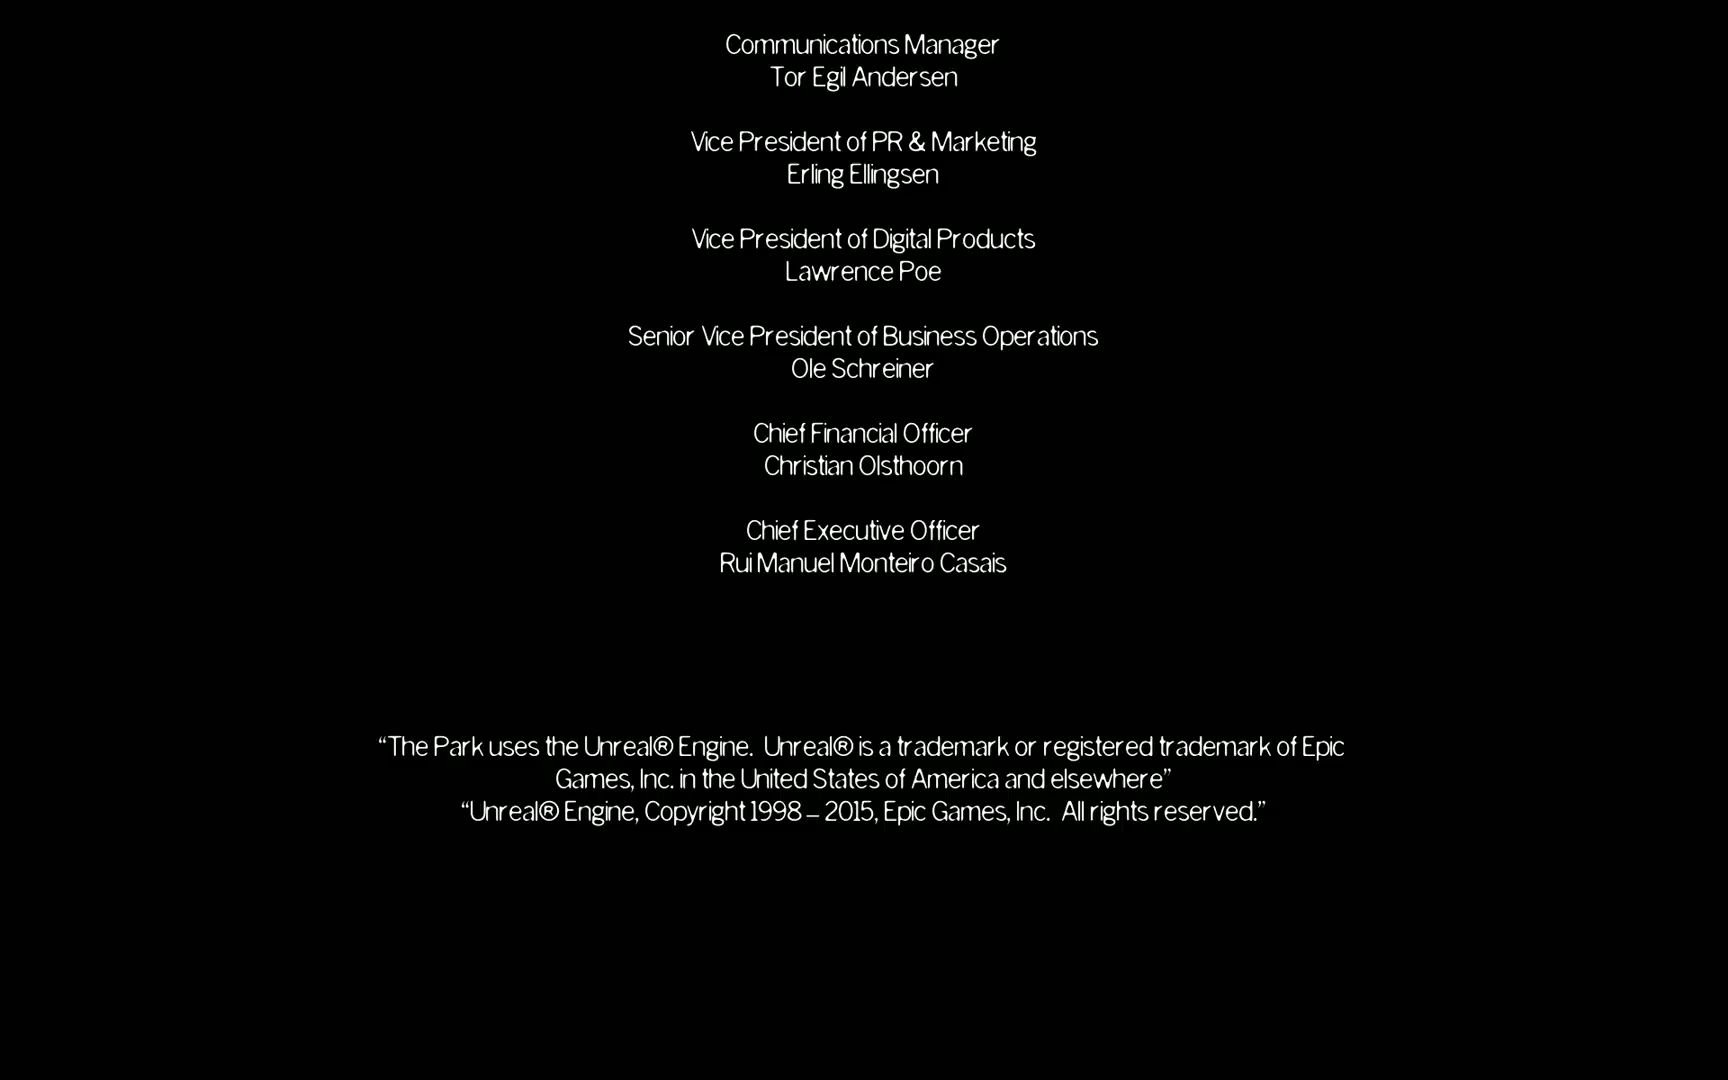 Communications Manager
Tor Egil Andersen
Vice President of PR & Marketing
Erling Ellingsen
Vice President of Digital Products
Lawrence Poe
Senior Vice President of Business Operations
Ole Schreiner
Chief Financial Officer
Christian Olsthoorn
Chief Executive Officer
Rui Manuel Monteiro Casais
“The Park uses the Unreal® Engine.  Unreal® is a trademark or registered trademark of Epic
Games, Inc. in the United States of America and elsewhere”
“Unreal® Engine, Copyright 1998 – 2015, Epic Games, Inc.  All rights reserved.”